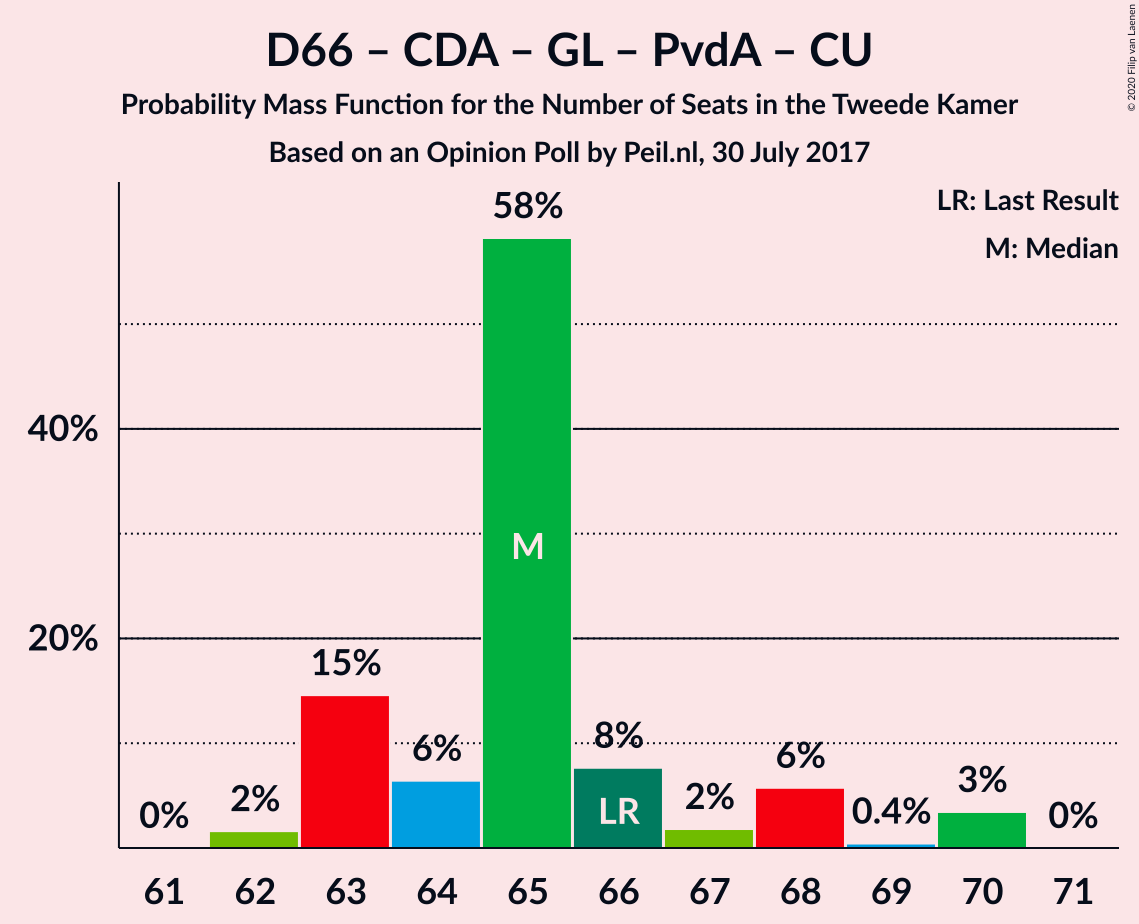 D66 – CDA – GL – PvdA – CU
Probability Mass Function for the Number of Seats in the Tweede Kamer
Based on an Opinion Poll by Peil.nl, 30 July 2017
© 2020 Filip van Laenen
LR: Last Result
M: Median
58%
40%
M
20%
15%
8%
6%
6%
3%
2%
2%
LR
0.4%
0%
0%
61 62 63 64 65 66 67 68 69 70 71